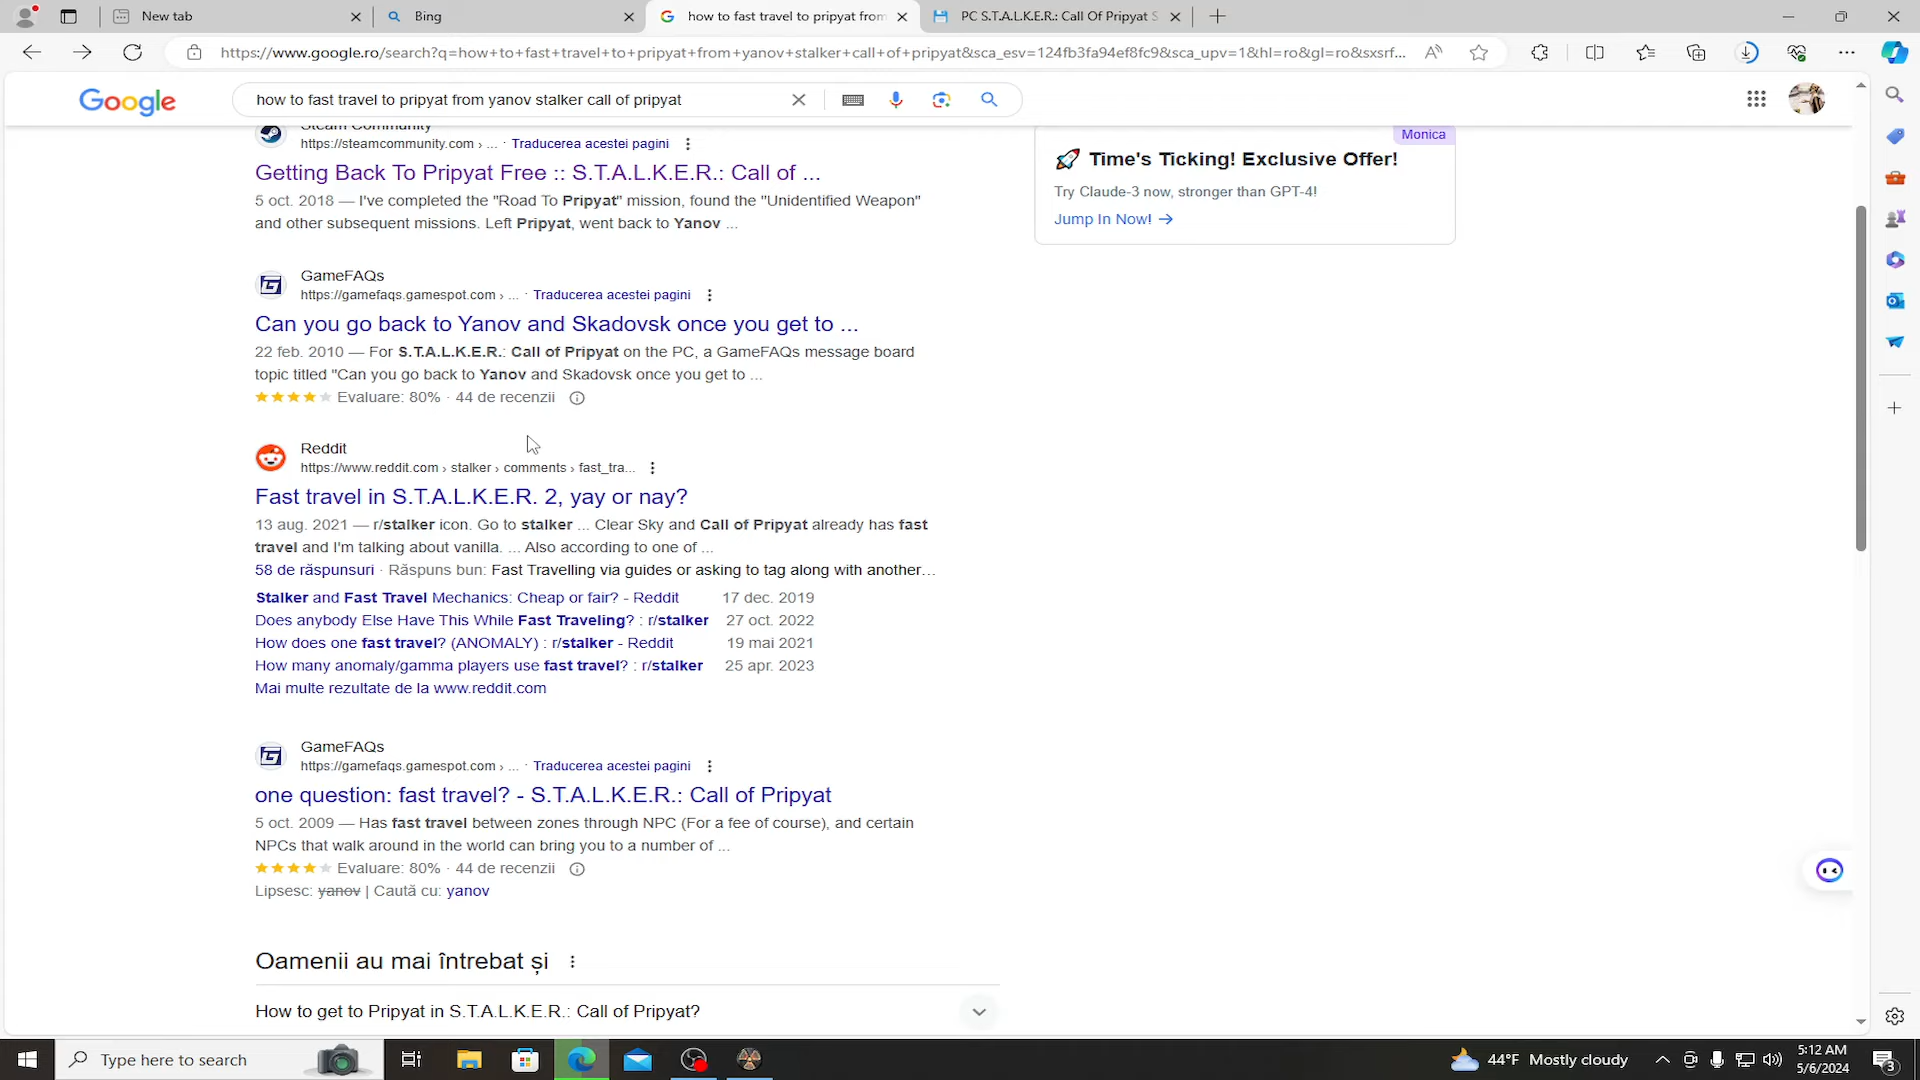 New tab
Bing
how to fast travel to pripyat from
PC S.T.A.L.K.E.R.: Call Of Pripyat S
https://www.google.ro/search?q=how+to+fast+travel+to+pripyat+from+yanov+stalker+call+of+pripyat&sca_esv=124fb3fa94ef8fc9&sca_upv=1&hl=ro&gl=ro&sxsrf...
Google
how to fast travel to pripyat from yanov stalker call of pripyat
Steam Community
https://steamcommunity.com › ... · Traducerea acestei pagini
Getting Back To Pripyat Free :: S.T.A.L.K.E.R.: Call of ...
5 oct. 2018 — I've completed the "Road To Pripyat" mission, found the "Unidentified Weapon"
and other subsequent missions. Left Pripyat, went back to Yanov ...
Monica
Time's Ticking! Exclusive Offer!
Try Claude-3 now, stronger than GPT-4!
Jump In Now! →
GameFAQs
https://gamefaqs.gamespot.com › ... · Traducerea acestei pagini
Can you go back to Yanov and Skadovsk once you get to ...
22 feb. 2010 — For S.T.A.L.K.E.R.: Call of Pripyat on the PC, a GameFAQs message board
topic titled "Can you go back to Yanov and Skadovsk once you get to ...
Evaluare: 80% · 44 de recenzii
Reddit
https://www.reddit.com › stalker › comments › fast_tra...
Fast travel in S.T.A.L.K.E.R. 2, yay or nay?
13 aug. 2021 — r/stalker icon. Go to stalker ... Clear Sky and Call of Pripyat already has fast
travel and I'm talking about vanilla. ... Also according to one of ...
58 de răspunsuri · Răspuns bun: Fast Travelling via guides or asking to tag along with another...
Stalker and Fast Travel Mechanics: Cheap or fair? - Reddit 17 dec. 2019
Does anybody Else Have This While Fast Traveling? : r/stalker 27 oct. 2022
How does one fast travel? (ANOMALY) : r/stalker - Reddit 19 mai 2021
How many anomaly/gamma players use fast travel? : r/stalker 25 apr. 2023
Mai multe rezultate de la www.reddit.com
GameFAQs
https://gamefaqs.gamespot.com › ... · Traducerea acestei pagini
one question: fast travel? - S.T.A.L.K.E.R.: Call of Pripyat
5 oct. 2009 — Has fast travel between zones through NPC (For a fee of course), and certain
NPCs that walk around in the world can bring you to a number of ...
Evaluare: 80% · 44 de recenzii
Lipsesc: yanov | Caută cu: yanov
Oamenii au mai întrebat și
How to get to Pripyat in S.T.A.L.K.E.R.: Call of Pripyat?
Type here to search
44°F Mostly cloudy
5:12 AM
5/6/2024
3